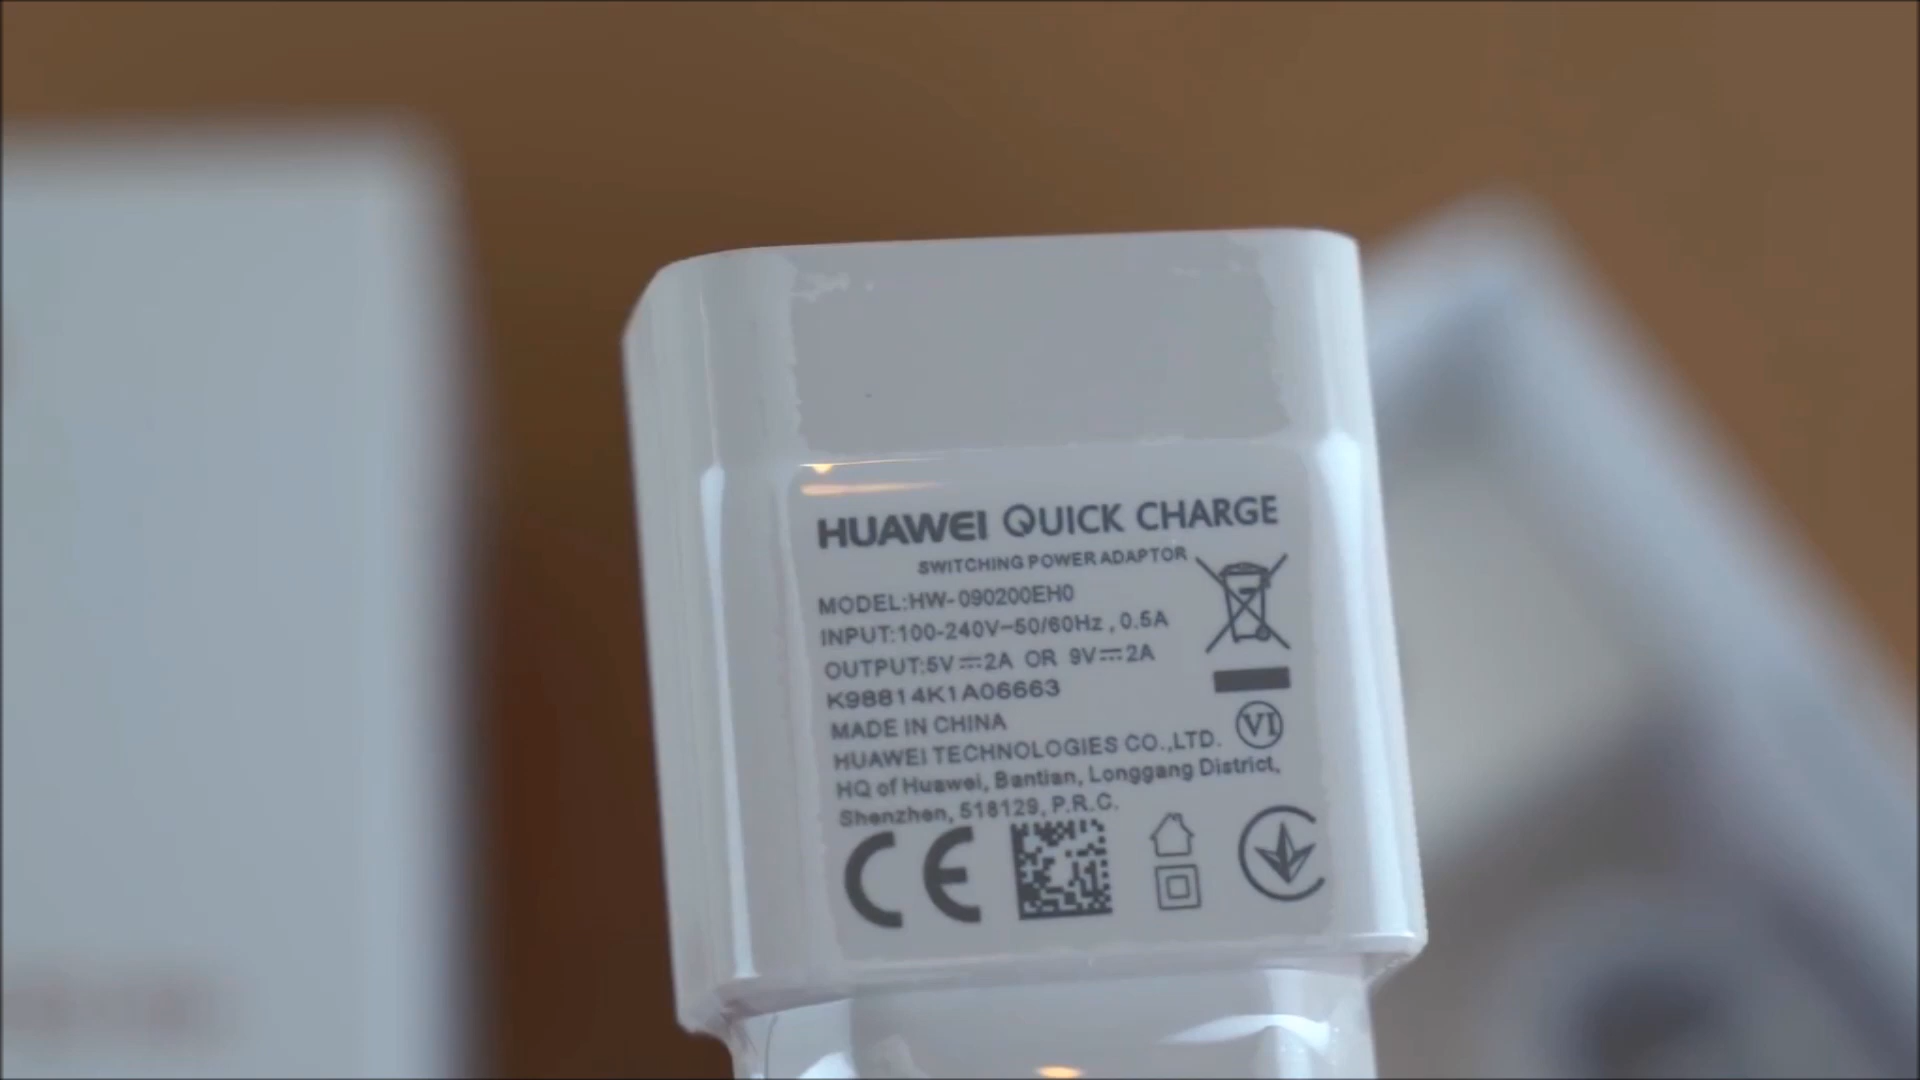 HUAWEI QUICK CHARGE
SWITCHING POWER ADAPTOR
MODEL:HW-090200EH0
INPUT:100-240V~50/60Hz , 0.5A
OUTPUT:5V⎓2A OR 9V⎓2A
K98814K1A06663
MADE IN CHINA
HUAWEI TECHNOLOGIES CO.,LTD.
VI
HQ of Huawei, Bantian, Longgang District,
Shenzhen, 518129, P.R.C.
CE